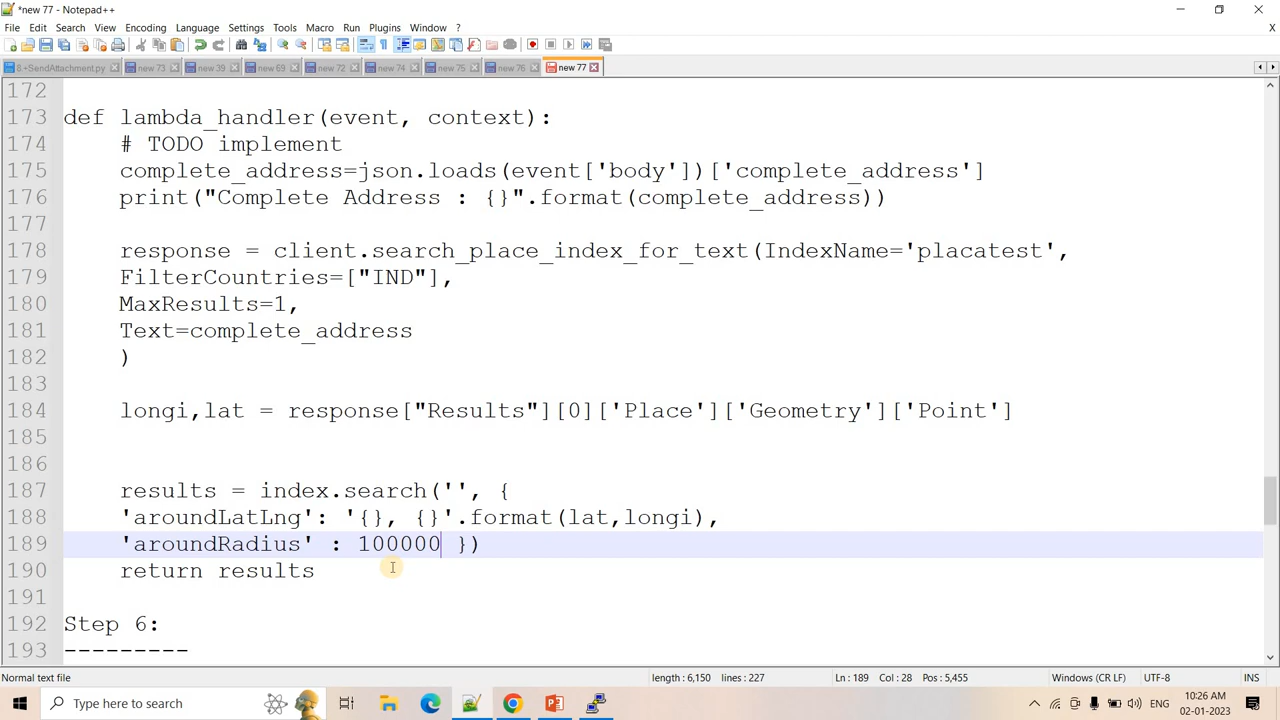 *new 77 - Notepad++
File Edit Search View Encoding Language Settings Tools Macro Run Plugins Window ? X
8.+SendAttachment.py new 73 new 39 new 69 new 72 new 74 new 75 new 76 new 77
172
173 def lambda_handler(event, context):
174 # TODO implement
175 complete_address=json.loads(event['body'])['complete_address']
176 print("Complete Address : {}".format(complete_address))
177
178 response = client.search_place_index_for_text(IndexName='placatest',
179 FilterCountries=["IND"],
180 MaxResults=1,
181 Text=complete_address
182 )
183
184 longi,lat = response["Results"][0]['Place']['Geometry']['Point']
185
186
187 results = index.search('', {
188 'aroundLatLng': '{}, {}'.format(lat,longi),
189 'aroundRadius' : 100000 })
190 return results
191
192 Step 6:
193 ---------
Normal text file length : 6,150 lines : 227 Ln : 189 Col : 28 Pos : 5,455 Windows (CR LF) UTF-8 INS
Type here to search ENG 10:26 AM
02-01-2023